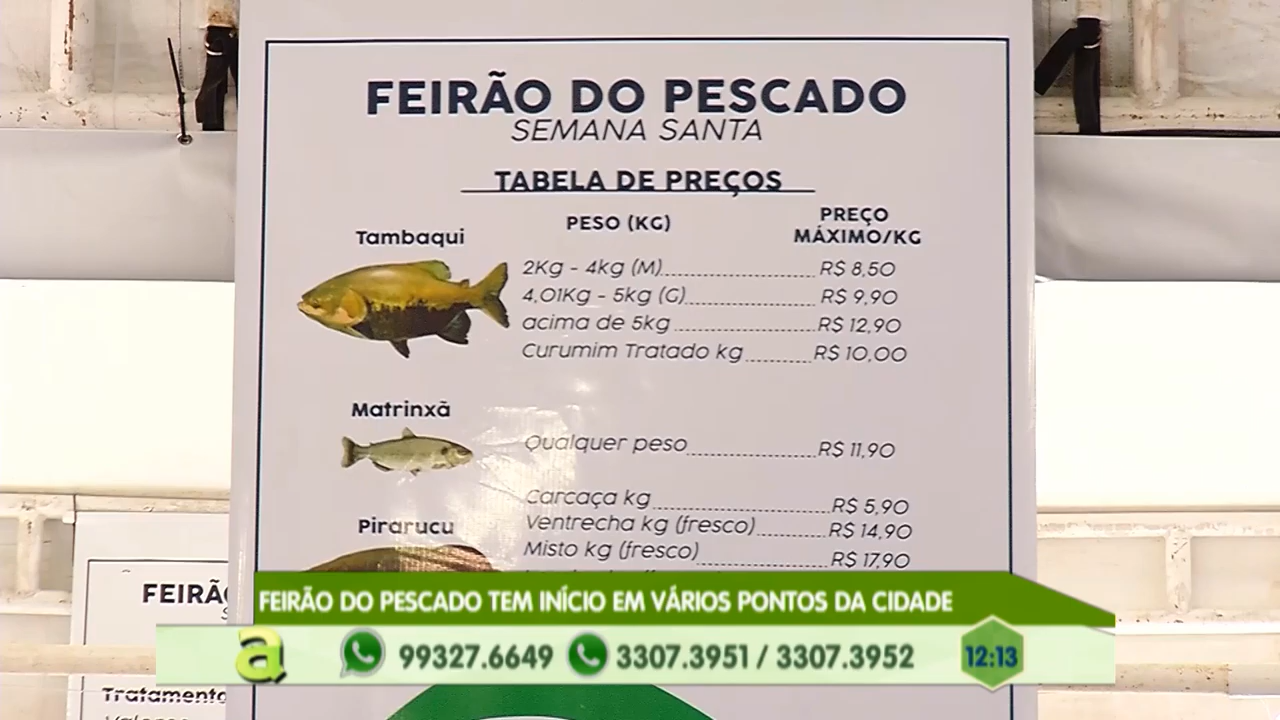 FEIRÃO DO PESCADO
SEMANA SANTA
TABELA DE PREÇOS
PESO (KG)
PREÇO
MÁXIMO/KG
Tambaqui
2Kg - 4kg (M) R$ 8,50
4,01Kg - 5kg (G) R$ 9,90
acima de 5kg R$ 12,90
Curumim Tratado kg R$ 10,00
Matrinxã
Qualquer peso R$ 11,90
Pirarucu
Carcaça kg R$ 5,90
Ventrecha kg (fresco) R$ 14,90
Misto kg (fresco) R$ 17,90
FEIRÃO DO PESCADO TEM INÍCIO EM VÁRIOS PONTOS DA CIDADE
a 99327.6649 3307.3951 / 3307.3952 12:13
Tratamento